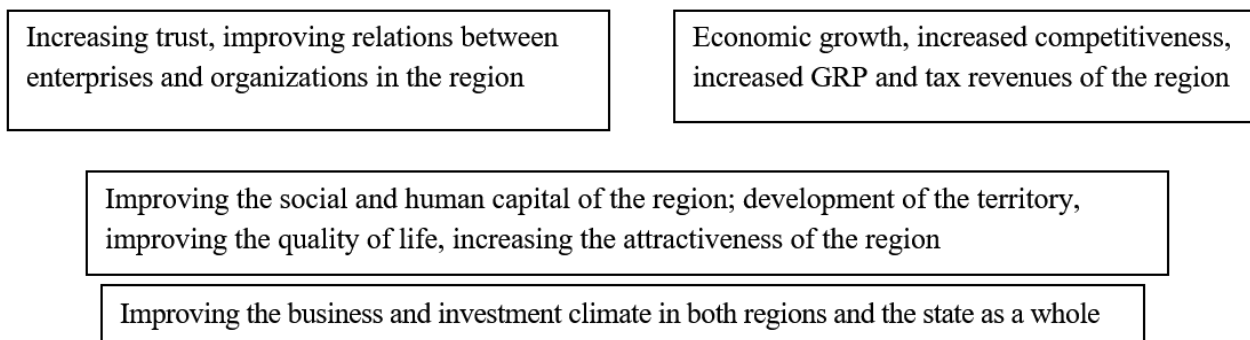 Increasing trust, improving relations between
enterprises and organizations in the region
Economic growth, increased competitiveness,
increased GRP and tax revenues of the region
Improving the social and human capital of the region; development of the territory,
improving the quality of life, increasing the attractiveness of the region
Improving the business and investment climate in both regions and the state as a whole